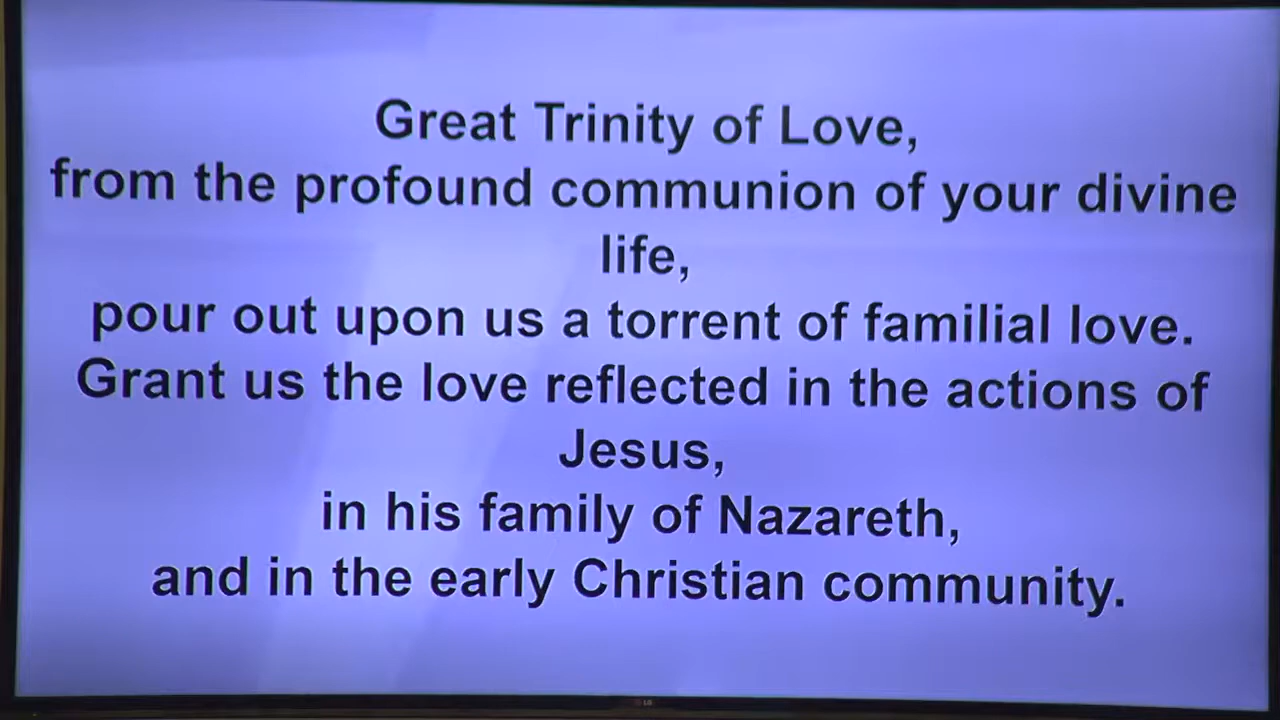 Great Trinity of Love,
from the profound communion of your divine
life,
pour out upon us a torrent of familial love.
Grant us the love reflected in the actions of
Jesus,
in his family of Nazareth,
and in the early Christian community.
LG